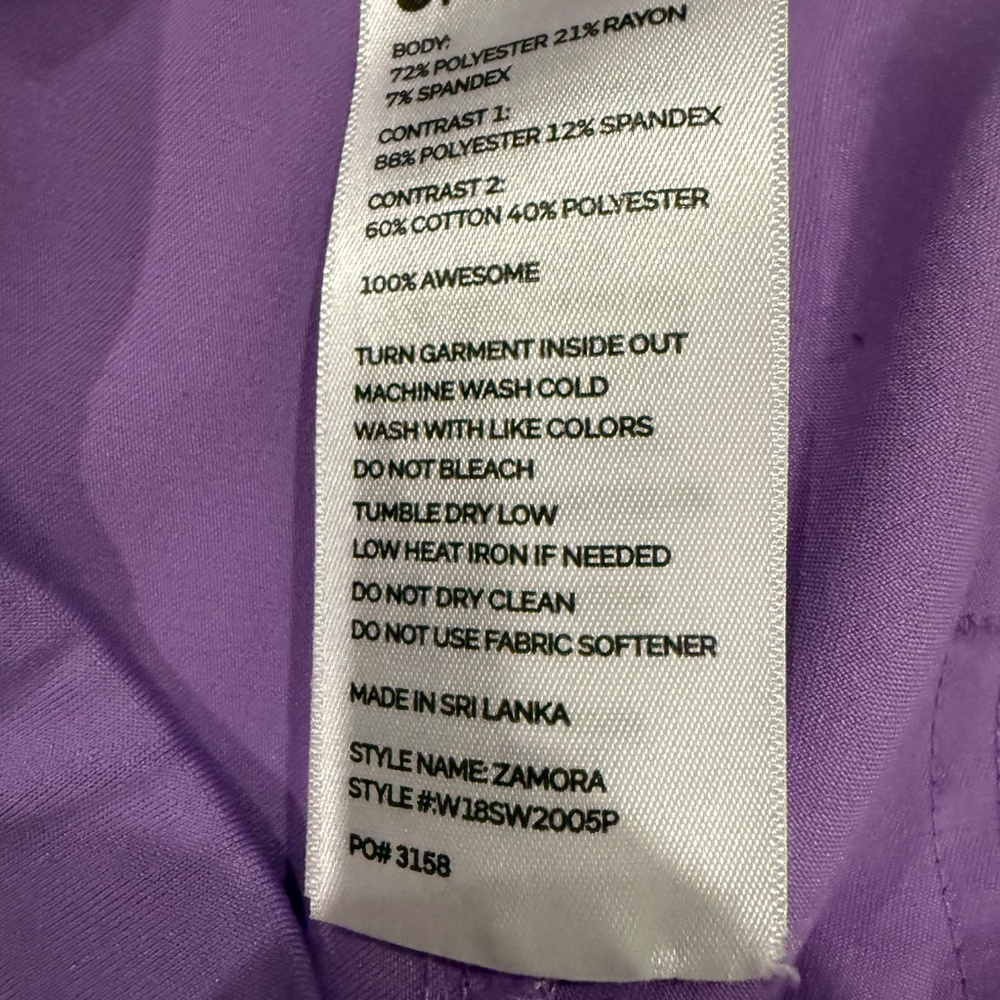 BODY:
72% POLYESTER 21% RAYON
7% SPANDEX
CONTRAST 1:
88% POLYESTER 12% SPANDEX
CONTRAST 2:
60% COTTON 40% POLYESTER
100% AWESOME
TURN GARMENT INSIDE OUT
MACHINE WASH COLD
WASH WITH LIKE COLORS
DO NOT BLEACH
TUMBLE DRY LOW
LOW HEAT IRON IF NEEDED
DO NOT DRY CLEAN
DO NOT USE FABRIC SOFTENER
MADE IN SRI LANKA
STYLE NAME: ZAMORA
STYLE #:W18SW2005P
PO# 3158